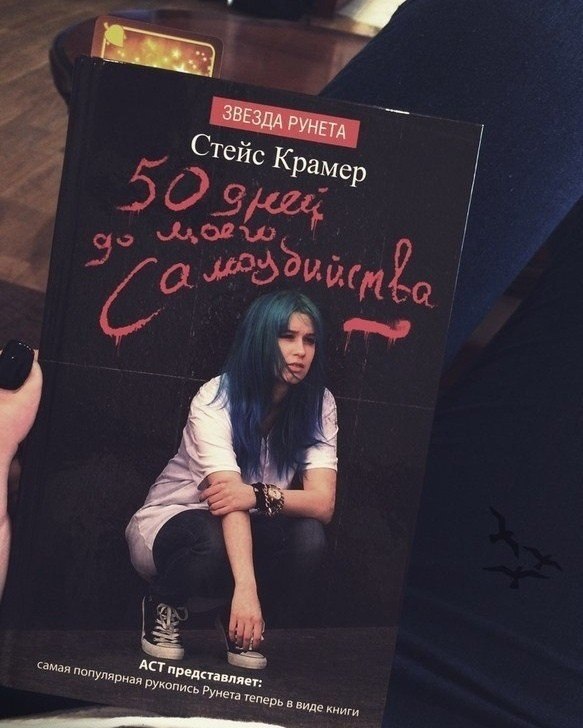 ЗВЕЗДА РУНЕТА
Стейс Крамер
50 дней
до моего
Самоубийства
АСТ представляет:
самая популярная рукопись Рунета теперь в виде книги